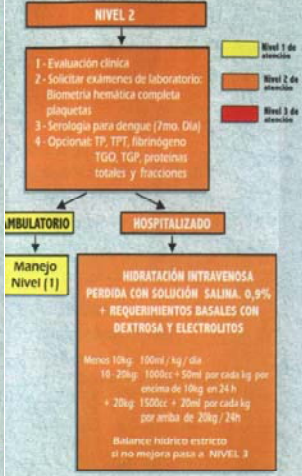 NIVEL 2
Nivel 1 de
atención
Nivel 2 de
atención
Nivel 3 de
atención
1 - Evaluación clínica
2 - Solicitar exámenes de laboratorio:
Biometría hemática completa
plaquetas
3 - Serología para dengue (7mo. Día)
4 - Opcional: TP, TPT, fibrinógeno
TGO, TGP, proteinas
totales y fracciones
AMBULATORIO
HOSPITALIZADO
Manejo
Nivel (1)
HIDRATACIÓN INTRAVENOSA
PERDIDA CON SOLUCIÓN SALINA. 0,9%
+ REQUERIMIENTOS BASALES CON
DEXTROSA Y ELECTROLITOS
Menos 10kg: 100ml / kg / dia
10 - 20kg: 1000cc + 50ml por cada kg por
encima de 10kg en 24 h
+ 20kg: 1500cc + 20ml por cada kg
por arriba de 20kg / 24h
Balance hídrico estricto
si no mejora pasa a NIVEL 3